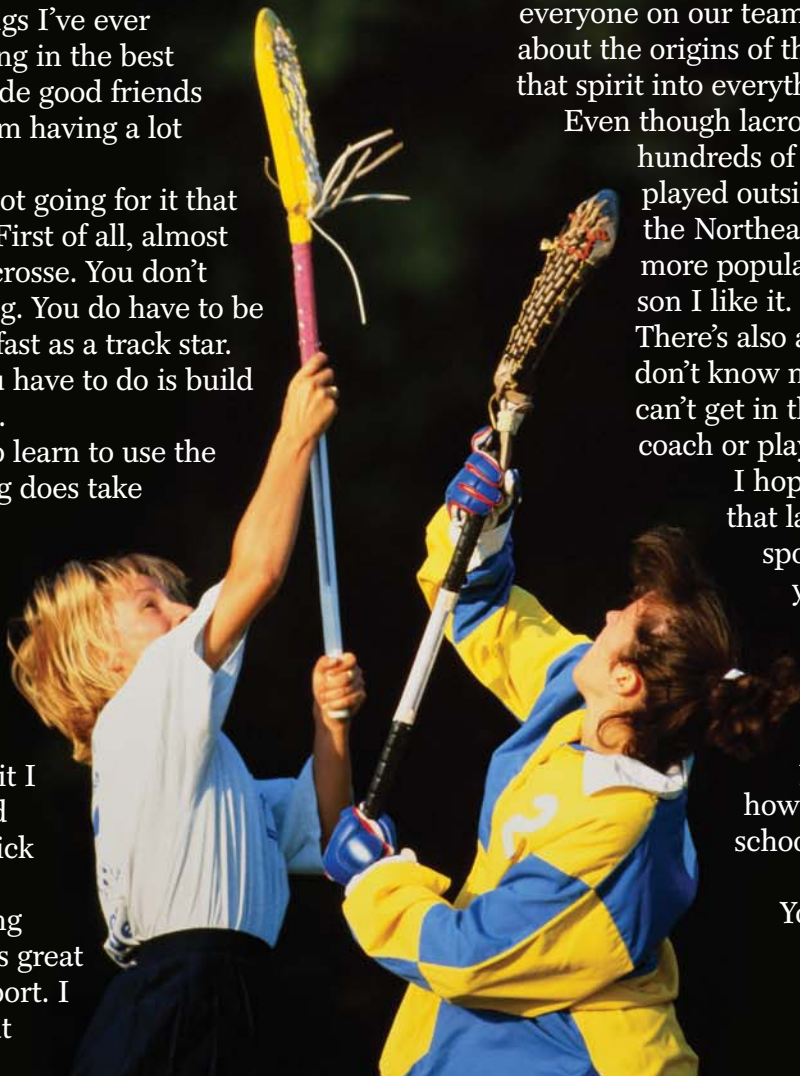 gs I’ve ever
ng in the best
de good friends
m having a lot
ot going for it that
First of all, almost
crosse. You don’t
g. You do have to be
fast as a track star.
u have to do is build
.
o learn to use the
g does take
it I
d
ick
ng
s great
port. I
t
everyone on our team
about the origins of th
that spirit into everyth
Even though lacro
hundreds of
played outsi
the Northea
more popula
son I like it.
There’s also a
don’t know m
can’t get in th
coach or play
I hop
that la
spo
y
how
schoo
Yo
2